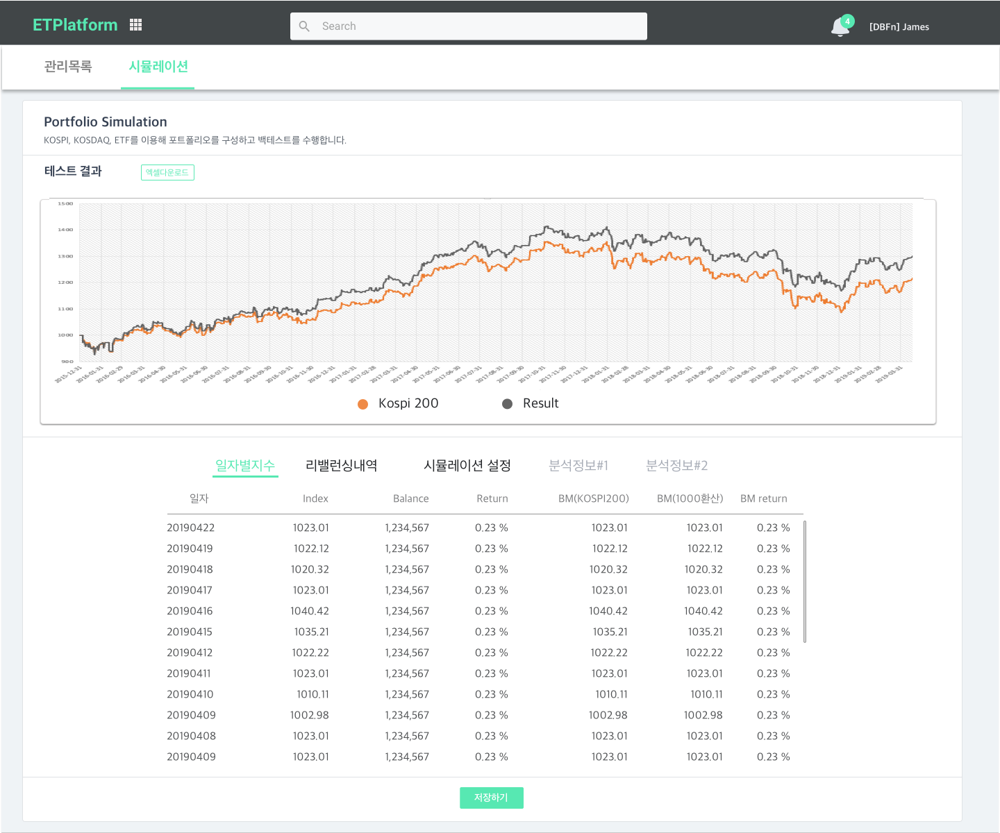 ETPlatform
Search
4
[DBFn] James
관리목록 시뮬레이션
Portfolio Simulation
KOSPI, KOSDAQ, ETF를 이용해 포트폴리오를 구성하고 백테스트를 수행합니다.
테스트 결과 엑셀다운로드
1500
1400
1300
1200
1100
1000
900
2015-12-31 2016-01-31 2016-02-29 2016-03-31 2016-04-30 2016-05-31 2016-06-30 2016-07-31 2016-08-31 2016-09-30 2016-10-31 2016-11-30 2016-12-31 2017-01-31 2017-02-28 2017-03-31 2017-04-30 2017-05-31 2017-06-30 2017-07-31 2017-08-31 2017-09-30 2017-10-31 2017-11-30 2017-12-31 2018-01-31 2018-02-28 2018-03-31 2018-04-30 2018-05-31 2018-06-30 2018-07-31 2018-08-31 2018-09-30 2018-10-31 2018-11-30 2018-12-31 2019-01-31 2019-02-28 2019-03-31
Kospi 200 Result
일자별지수 리밸런싱내역 시뮬레이션 설정 분석정보#1 분석정보#2
일자 Index Balance Return BM(KOSPI200) BM(1000환산) BM return
20190422 1023.01 1,234,567 0.23 % 1023.01 1023.01 0.23 %
20190419 1022.12 1,234,567 0.23 % 1022.12 1022.12 0.23 %
20190418 1020.32 1,234,567 0.23 % 1020.32 1020.32 0.23 %
20190417 1023.01 1,234,567 0.23 % 1023.01 1023.01 0.23 %
20190416 1040.42 1,234,567 0.23 % 1040.42 1040.42 0.23 %
20190415 1035.21 1,234,567 0.23 % 1035.21 1035.21 0.23 %
20190412 1022.22 1,234,567 0.23 % 1022.22 1022.22 0.23 %
20190411 1023.01 1,234,567 0.23 % 1023.01 1023.01 0.23 %
20190410 1010.11 1,234,567 0.23 % 1010.11 1010.11 0.23 %
20190409 1002.98 1,234,567 0.23 % 1002.98 1002.98 0.23 %
20190408 1023.01 1,234,567 0.23 % 1023.01 1023.01 0.23 %
20190409 1023.01 1,234,567 0.23 % 1023.01 1023.01 0.23 %
저장하기